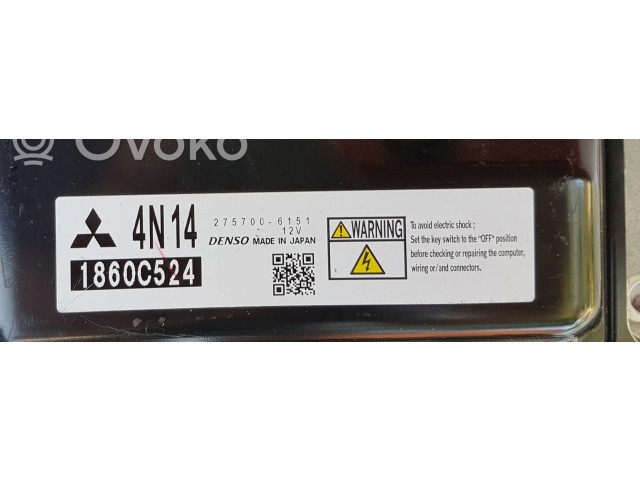 Ovoko
4N14
1860C524
275700-6151
12V
DENSO MADE IN JAPAN
WARNING
To avoid electric shock ;
Set the key switch to the "OFF" position
before checking or repairing the computer,
wiring or/and connectors.